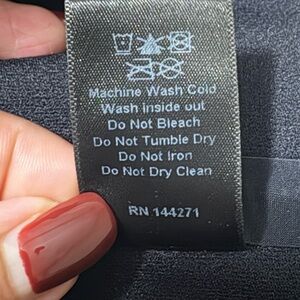 Machine Wash Cold
Wash inside out
Do Not Bleach
Do Not Tumble Dry
Do Not Iron
Do Not Dry Clean
RN 144271